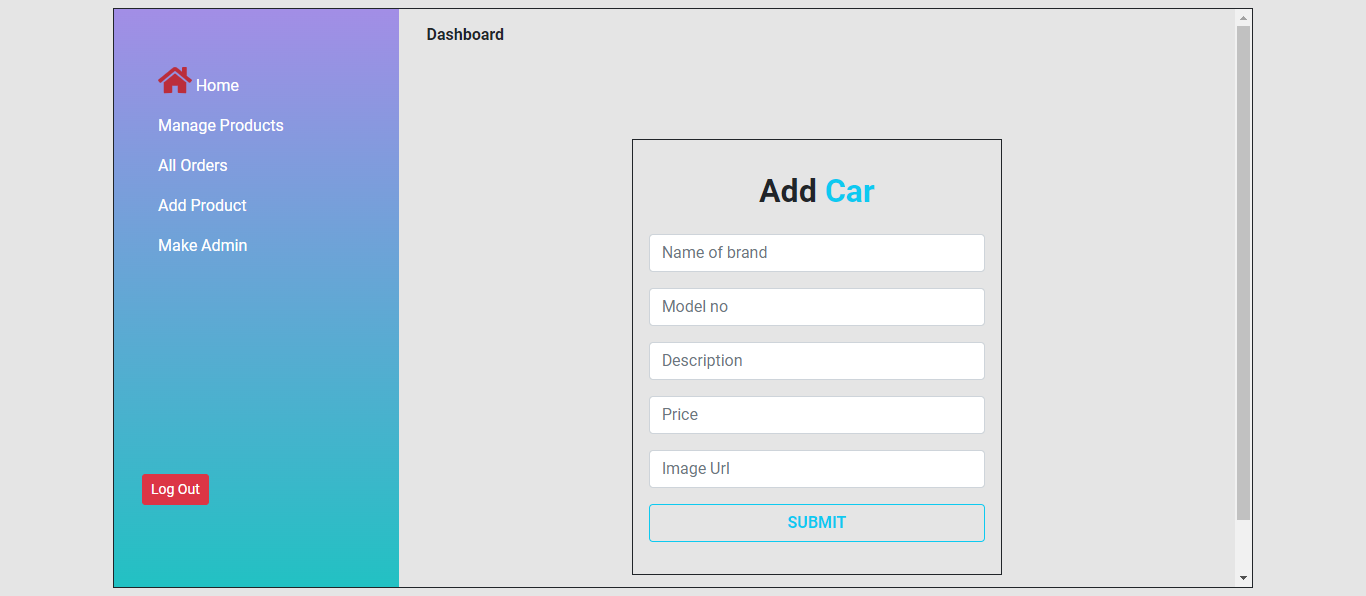 Home
Manage Products
All Orders
Add Product
Make Admin
Log Out
Dashboard
Add Car
Name of brand
Model no
Description
Price
Image Url
SUBMIT